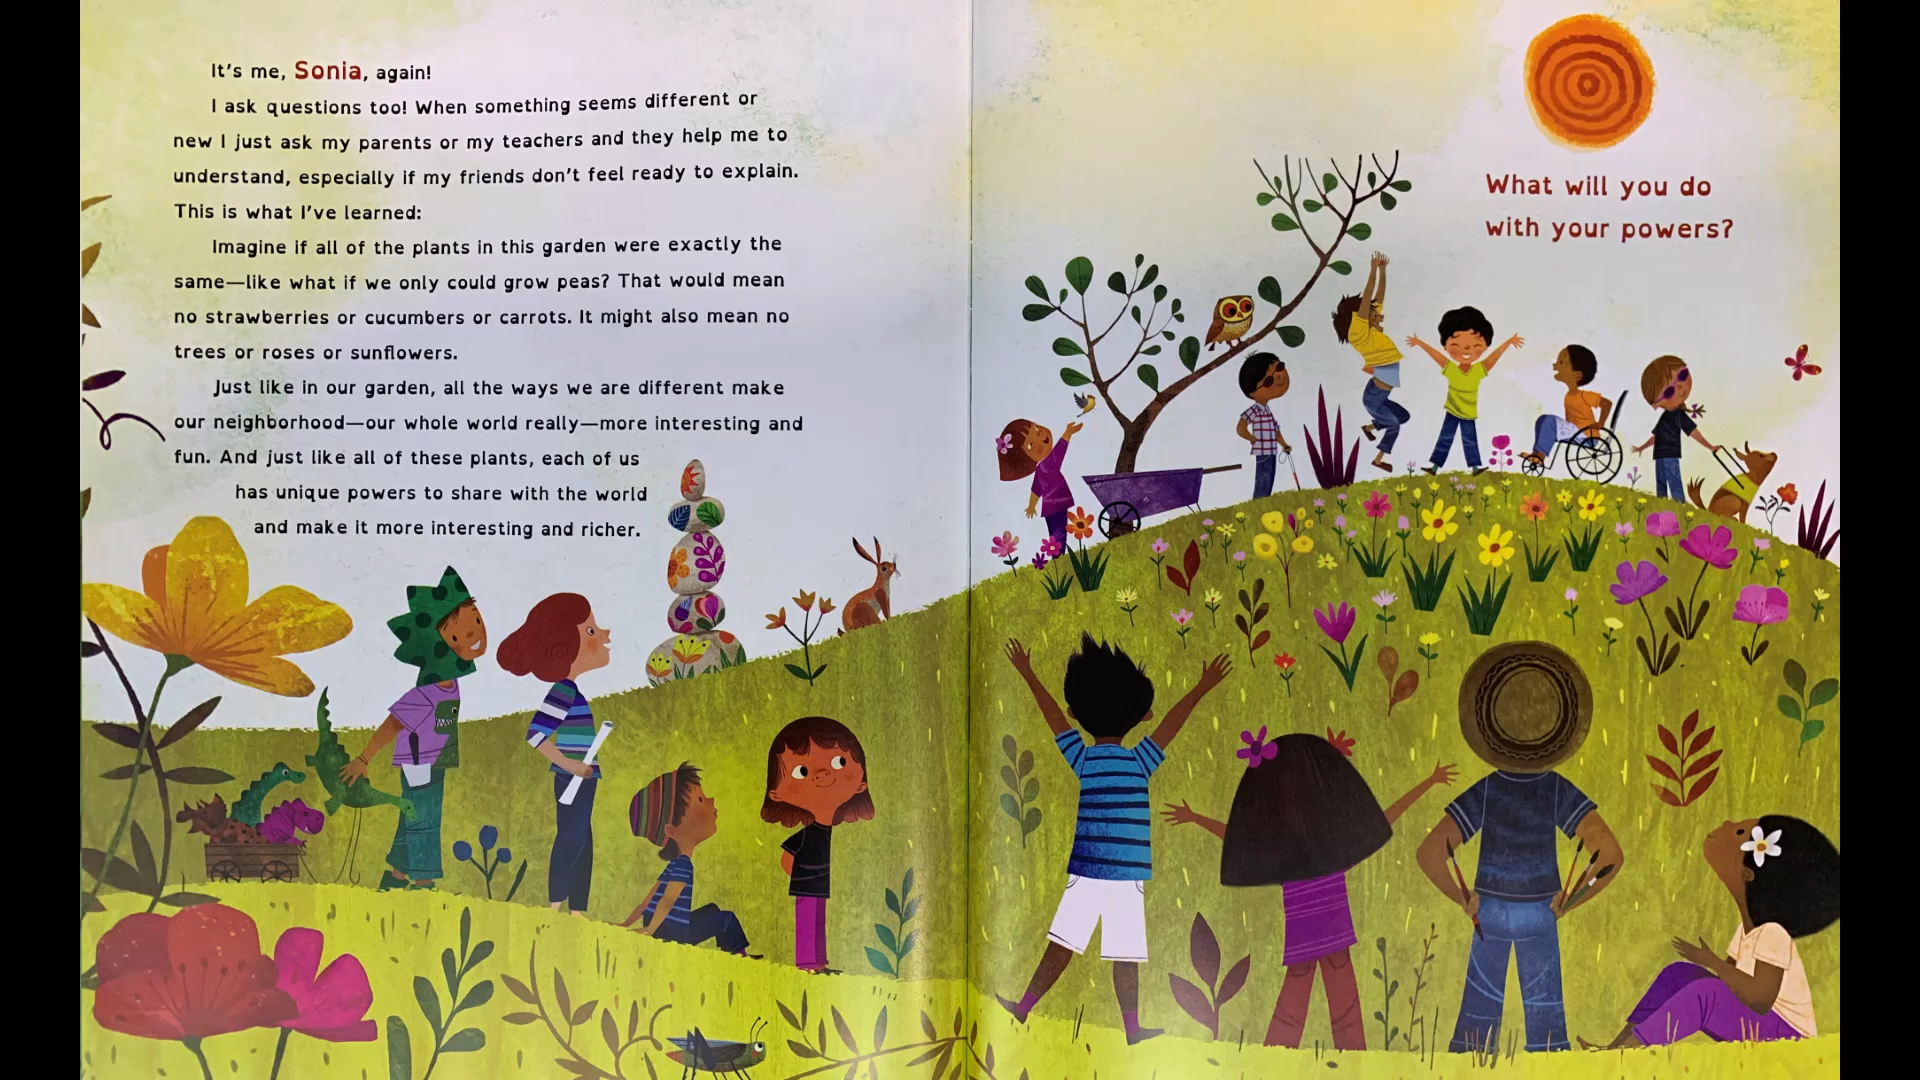 It's me, Sonia, again!
I ask questions too! When something seems different or
new I just ask my parents or my teachers and they help me to
understand, especially if my friends don't feel ready to explain.
This is what I've learned:
Imagine if all of the plants in this garden were exactly the
same—like what if we only could grow peas? That would mean
no strawberries or cucumbers or carrots. It might also mean no
trees or roses or sunflowers.
Just like in our garden, all the ways we are different make
our neighborhood—our whole world really—more interesting and
fun. And just like all of these plants, each of us
has unique powers to share with the world
and make it more interesting and richer.
What will you do
with your powers?